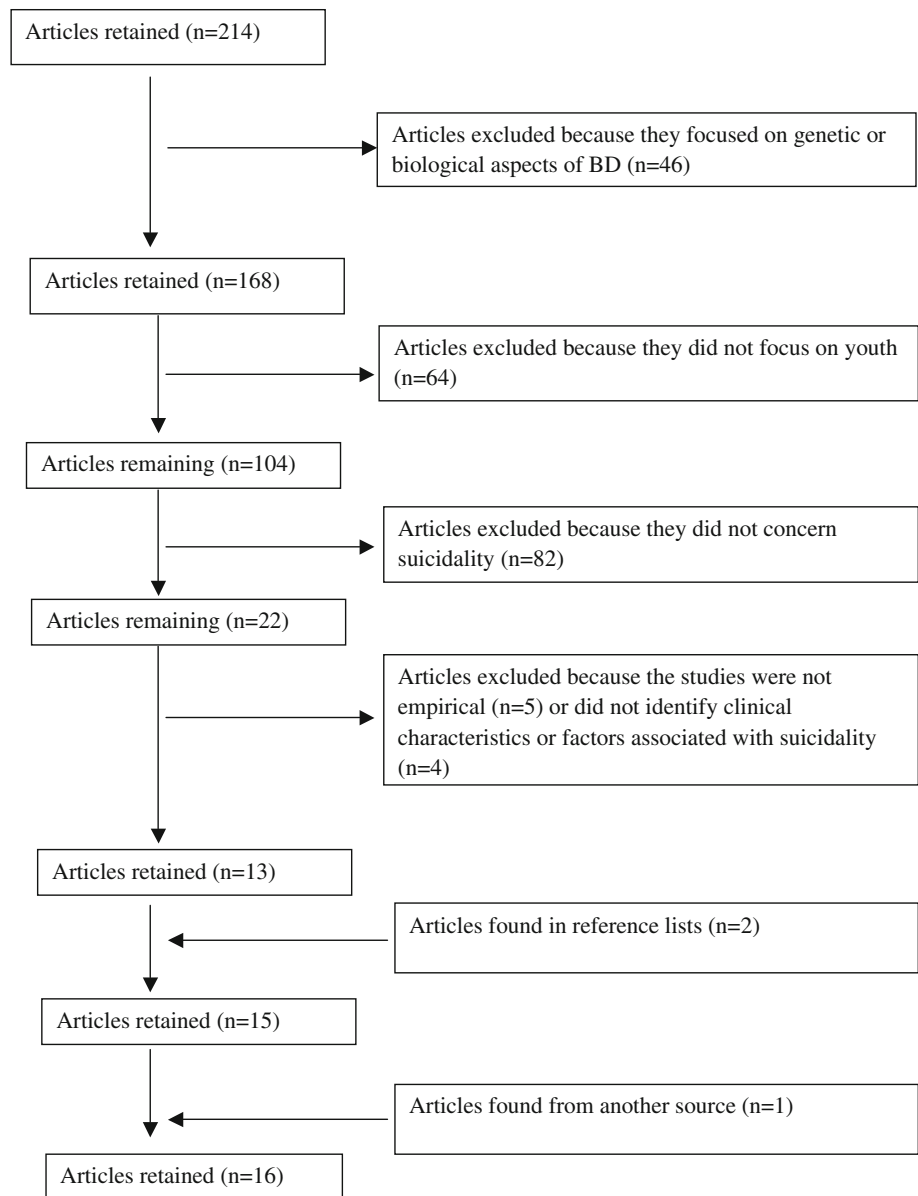 Articles retained (n=214)
Articles excluded because they focused on genetic or
biological aspects of BD (n=46)
Articles retained (n=168)
Articles excluded because they did not focus on youth
(n=64)
Articles remaining (n=104)
Articles excluded because they did not concern
suicidality (n=82)
Articles remaining (n=22)
Articles excluded because the studies were not
empirical (n=5) or did not identify clinical
characteristics or factors associated with suicidality
(n=4)
Articles retained (n=13)
Articles found in reference lists (n=2)
Articles retained (n=15)
Articles found from another source (n=1)
Articles retained (n=16)